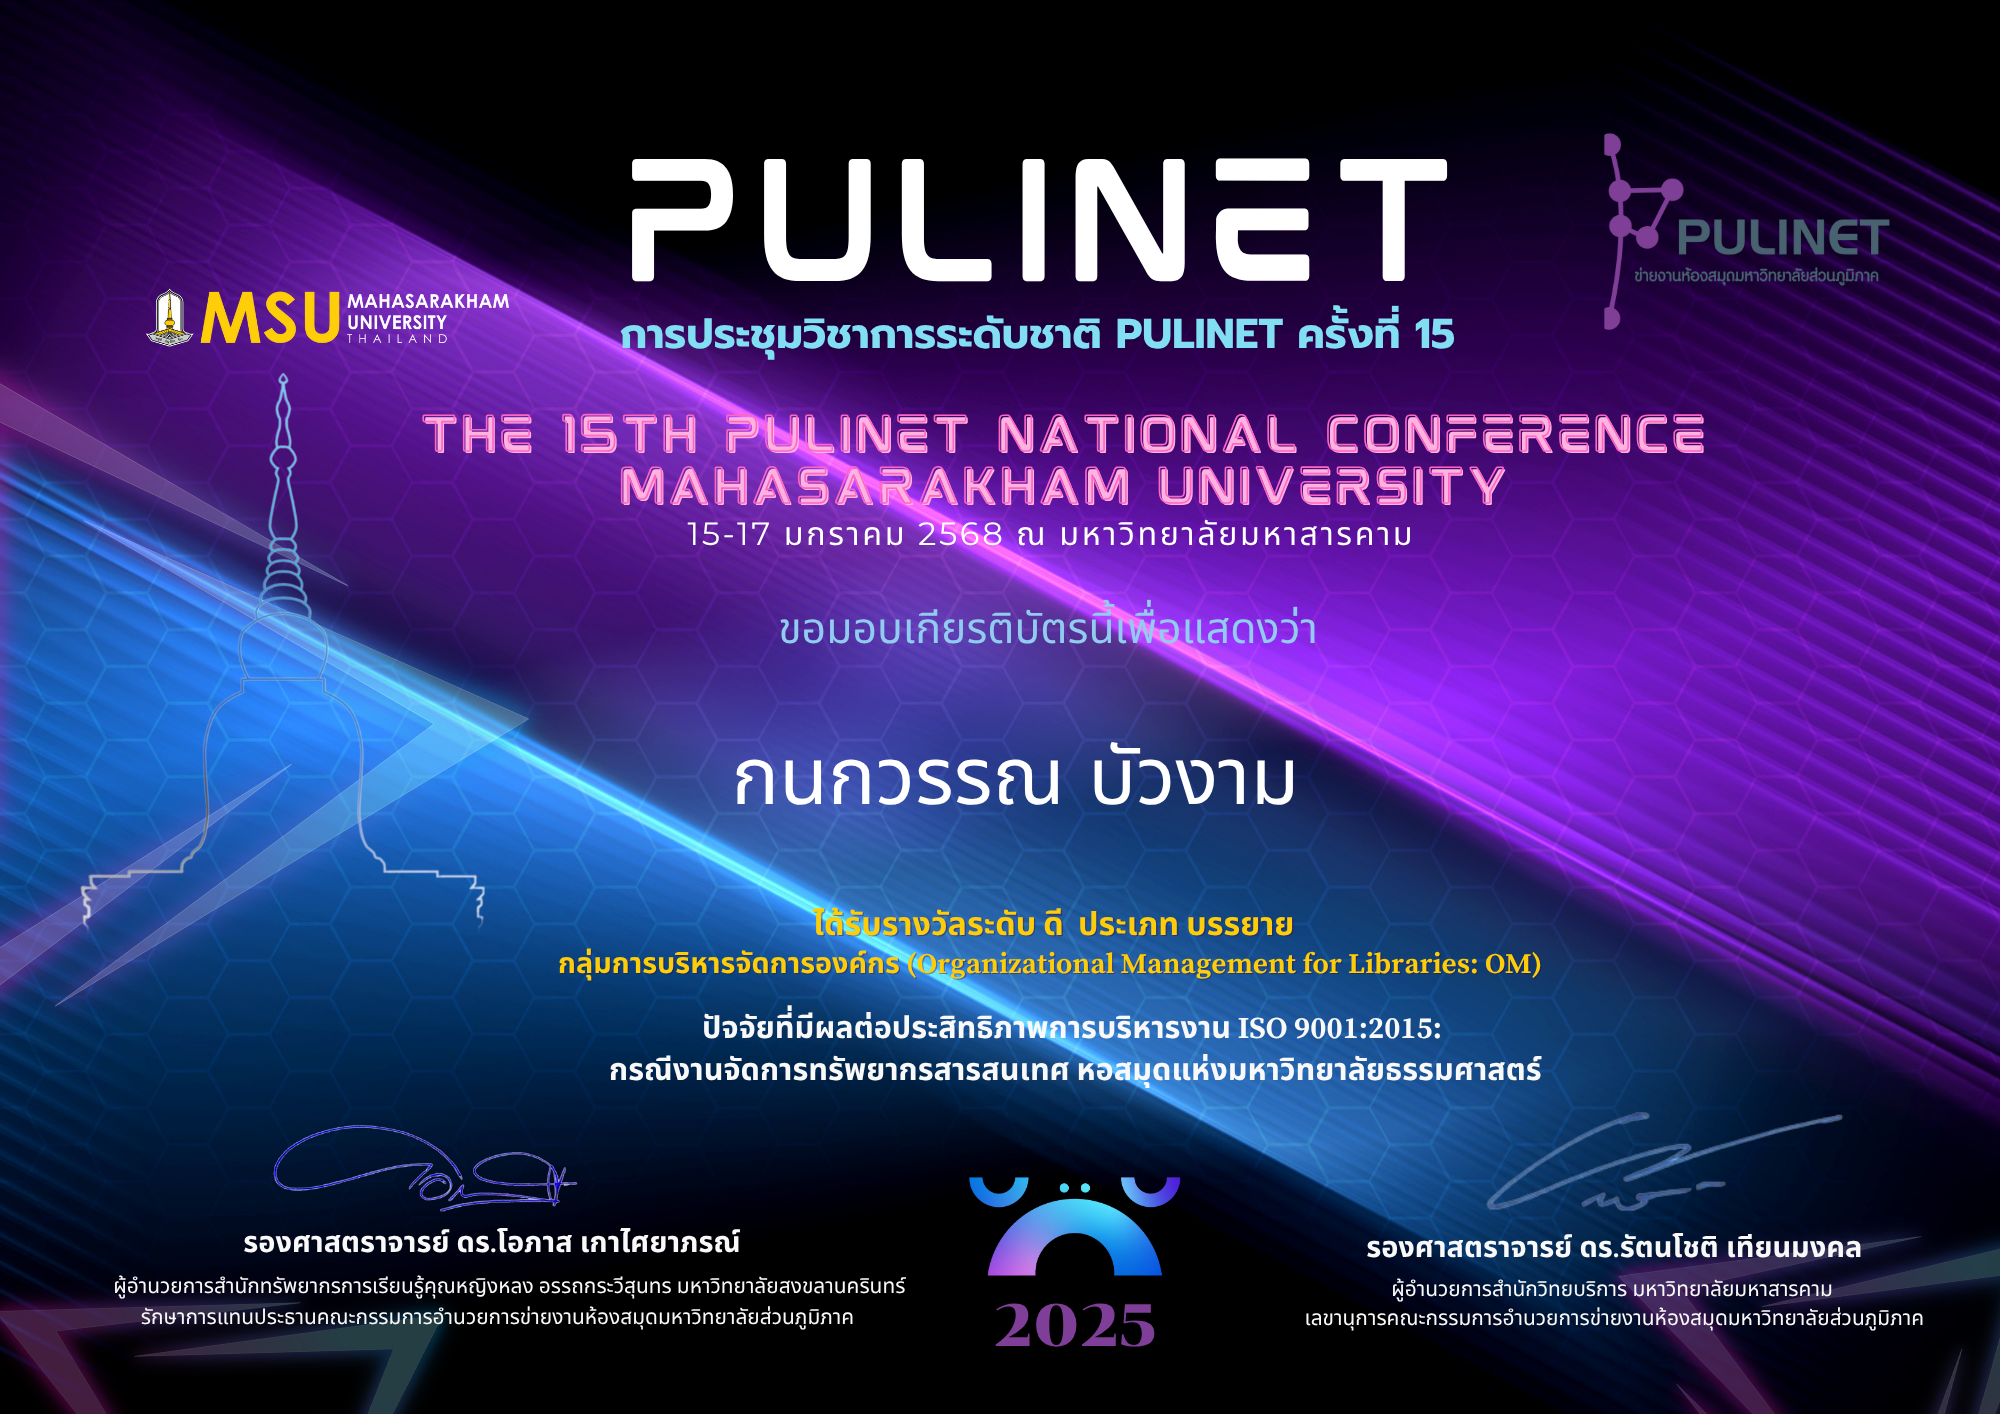 PULINET
PULINET
ข่ายงานห้องสมุดมหาวิทยาลัยส่วนภูมิภาค
MSU MAHASARAKHAM
UNIVERSITY
THAILAND
การประชุมวิชาการระดับชาติ PULINET ครั้งที่ 15
THE 15TH PULINET NATIONAL CONFERENCE
MAHASARAKHAM UNIVERSITY
15-17 มกราคม 2568 ณ มหาวิทยาลัยมหาสารคาม
ขอมอบเกียรติบัตรนี้เพื่อแสดงว่า
กนกวรรณ บัวงาม
ได้รับรางวัลระดับ ดี ประเภท บรรยาย
กลุ่มการบริหารจัดการองค์กร (Organizational Management for Libraries: OM)
ปัจจัยที่มีผลต่อประสิทธิภาพการบริหารงาน ISO 9001:2015:
กรณีงานจัดการทรัพยากรสารสนเทศ หอสมุดแห่งมหาวิทยาลัยธรรมศาสตร์
รองศาสตราจารย์ ดร.โอภาส เกาไศยาภรณ์
ผู้อำนวยการสำนักทรัพยากรการเรียนรู้คุณหญิงหลง อรรถกระวีสุนทร มหาวิทยาลัยสงขลานครินทร์
รักษาการแทนประธานคณะกรรมการอำนวยการข่ายงานห้องสมุดมหาวิทยาลัยส่วนภูมิภาค
2025
รองศาสตราจารย์ ดร.รัตนโชติ เทียนมงคล
ผู้อำนวยการสำนักวิทยบริการ มหาวิทยาลัยมหาสารคาม
เลขานุการคณะกรรมการอำนวยการข่ายงานห้องสมุดมหาวิทยาลัยส่วนภูมิภาค